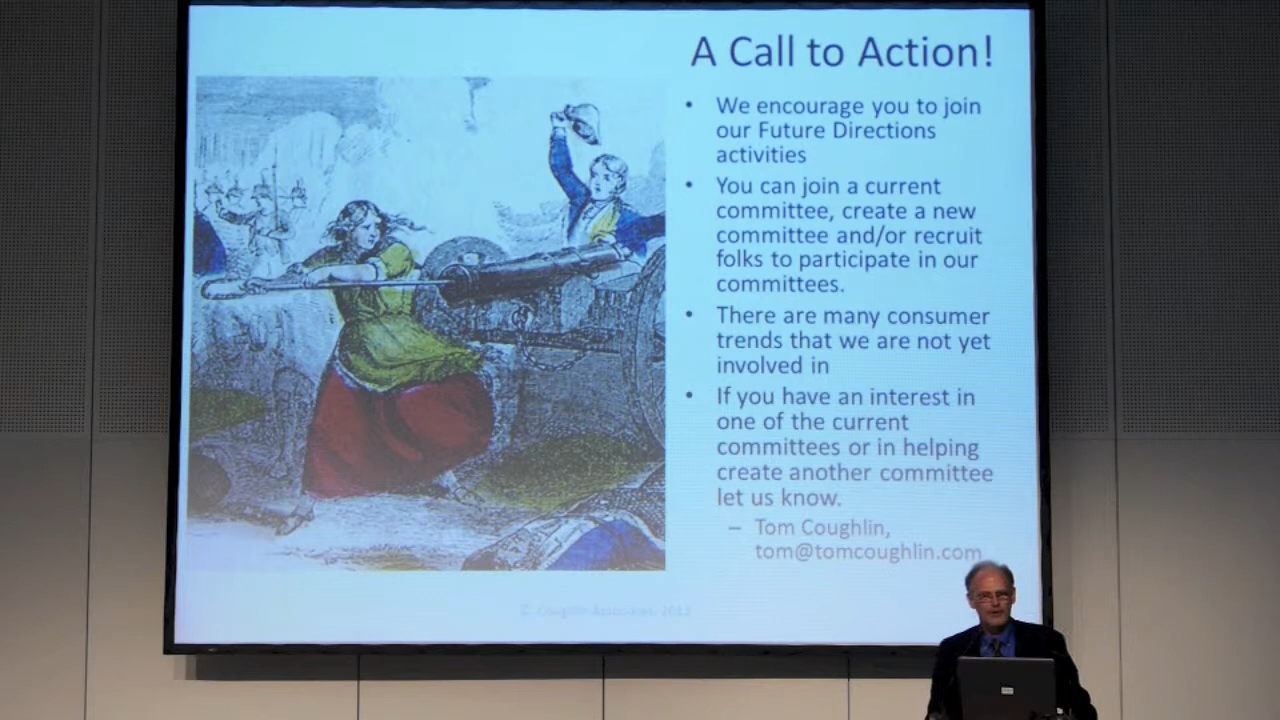 A Call to Action!
• We encourage you to join
our Future Directions
activities
• You can join a current
committee, create a new
committee and/or recruit
folks to participate in our
committees.
• There are many consumer
trends that we are not yet
involved in
• If you have an interest in
one of the current
committees or in helping
create another committee
let us know.
– Tom Coughlin,
tom@tomcoughlin.com
© Coughlin Associates